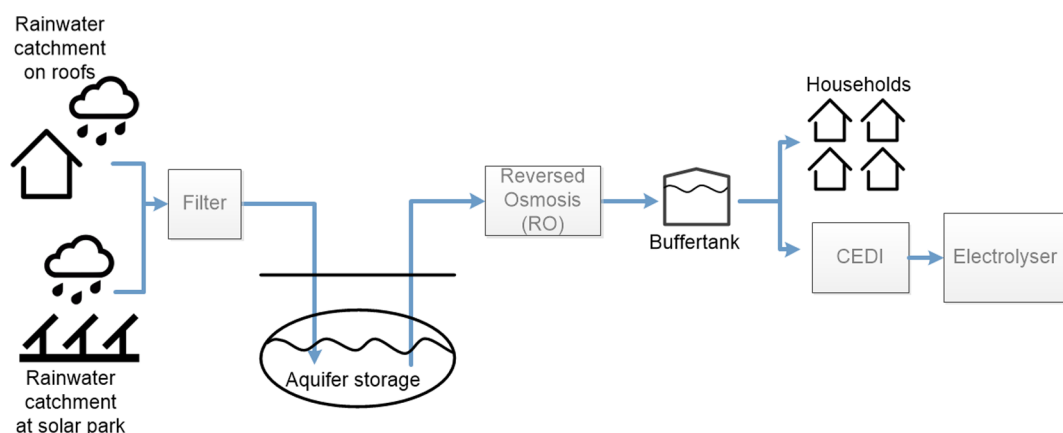 Rainwater
catchment
on roofs
Filter
Rainwater
catchment
at solar park
Aquifer storage
Reversed
Osmosis
(RO)
Buffertank
Households
CEDI
Electrolyser